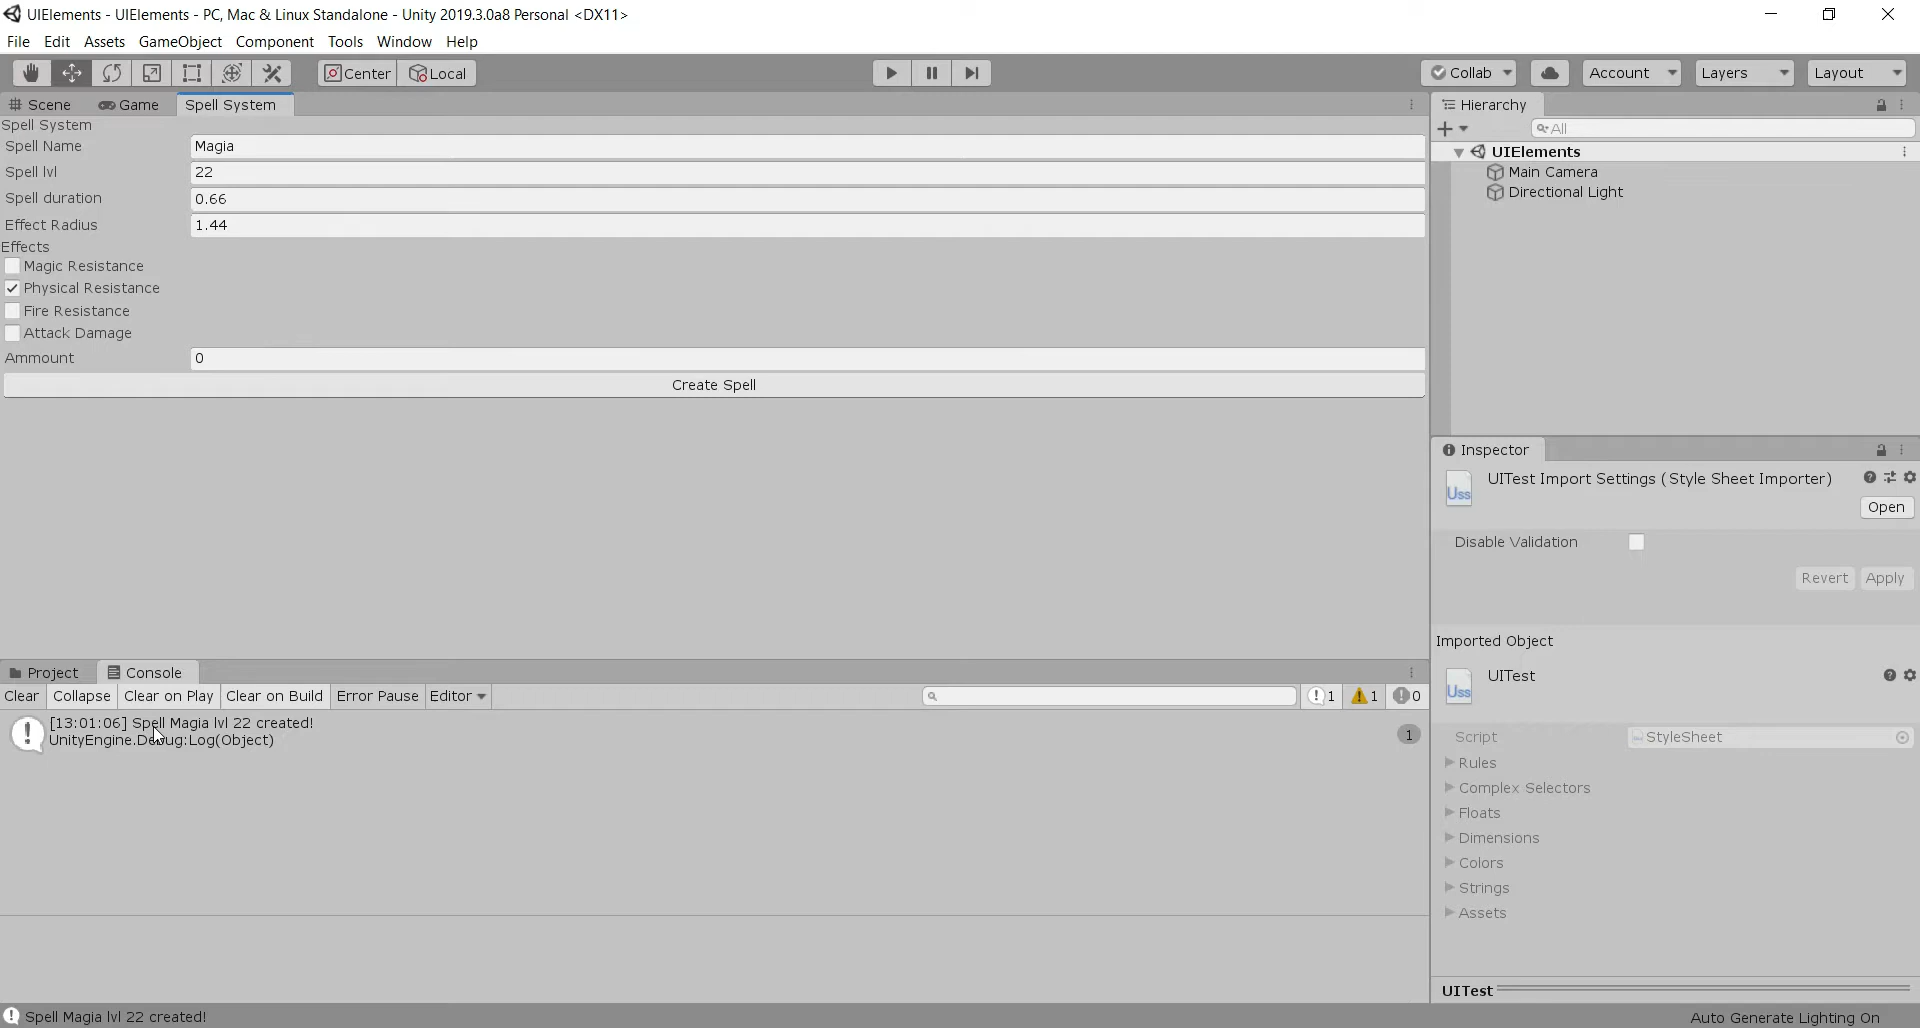 UIElements - UIElements - PC, Mac & Linux Standalone - Unity 2019.3.0a8 Personal <DX11>
File Edit Assets GameObject Component Tools Window Help
Center Local Collab Account Layers Layout
Scene Game Spell System
Spell System
Spell Name Magia
Spell lvl 22
Spell duration 0.66
Effect Radius 1.44
Effects
Magic Resistance
Physical Resistance
Fire Resistance
Attack Damage
Ammount 0
Create Spell
Hierarchy
All
UIElements
Main Camera
Directional Light
Inspector
UITest Import Settings (Style Sheet Importer)
Uss
Open
Disable Validation
Revert Apply
Imported Object
UITest
Uss
Script StyleSheet
Rules
Complex Selectors
Floats
Dimensions
Colors
Strings
Assets
UITest
Project Console
Clear Collapse Clear on Play Clear on Build Error Pause Editor 1 1 0
[13:01:06] Spell Magia lvl 22 created!
UnityEngine.Debug:Log(Object)
1
Spell Magia lvl 22 created!
Auto Generate Lighting On